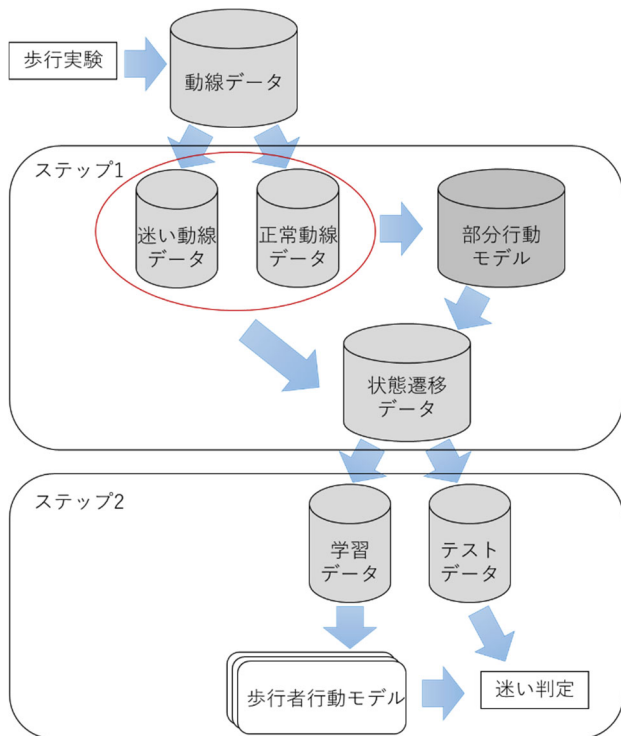 歩行実験
動線データ
ステップ1
迷い動線
データ
正常動線
データ
部分行動
モデル
状態遷移
データ
ステップ2
学習
データ
テスト
データ
歩行者行動モデル
迷い判定